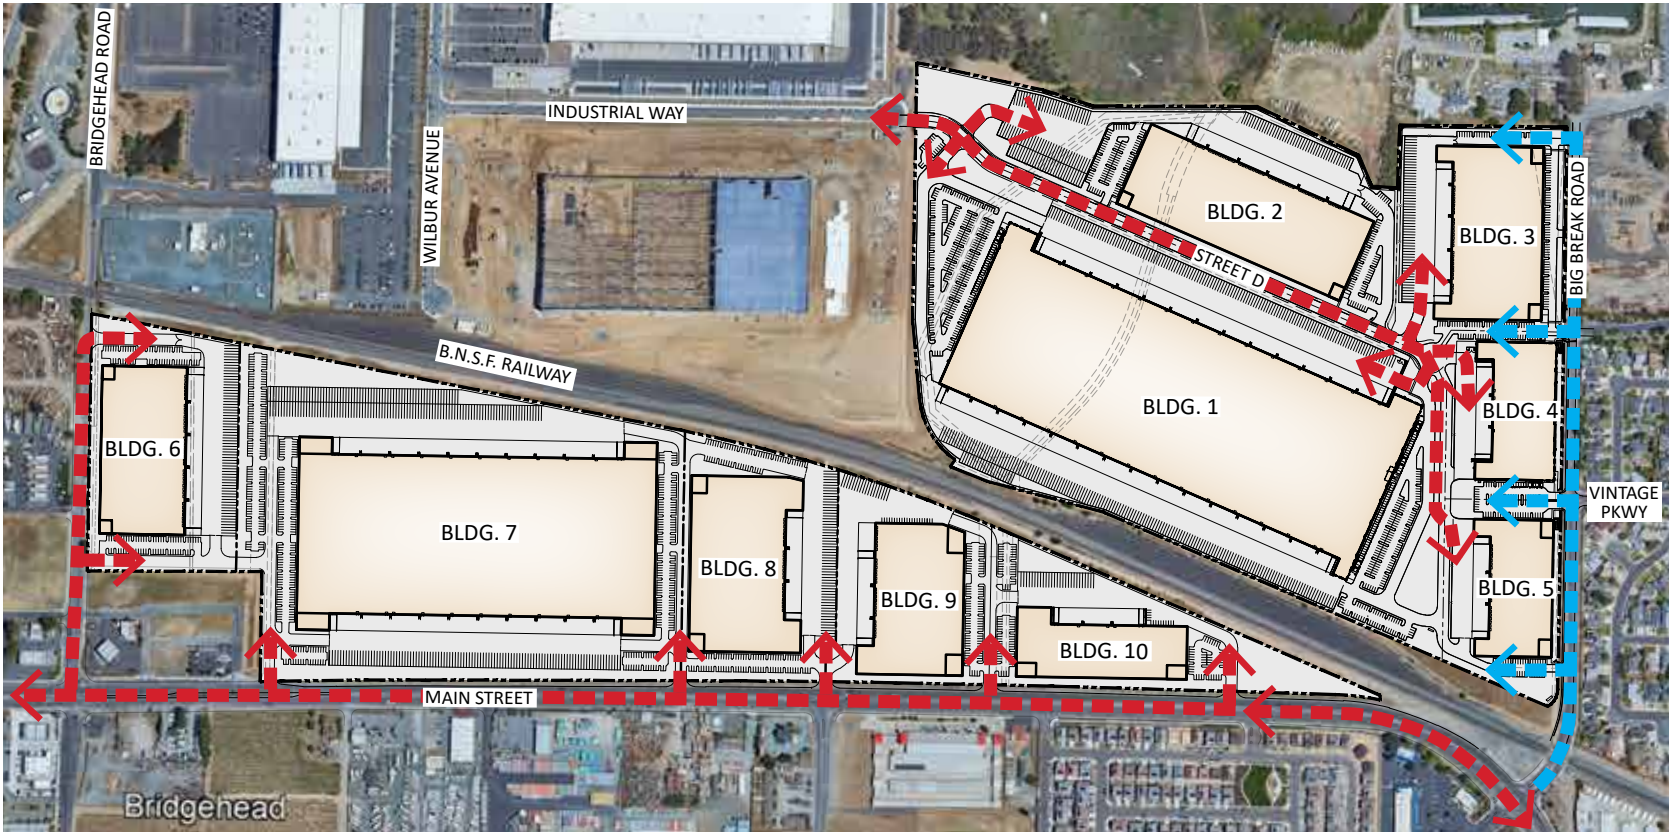 BRIDGEHEAD ROAD
INDUSTRIAL WAY
WILBUR AVENUE
BLDG. 2
BLDG. 3
BIG BREAK ROAD
STREET D
B.N.S.F. RAILWAY
BLDG. 1
BLDG. 4
BLDG. 6
VINTAGE
PKWY
BLDG. 7
BLDG. 8
BLDG. 5
BLDG. 9
BLDG. 10
MAIN STREET
Bridgehead